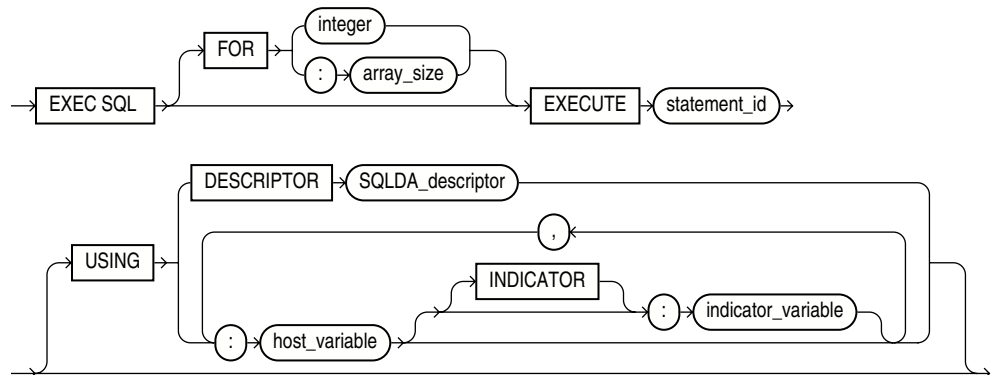 integer
FOR
: array_size
EXEC SQL EXECUTE statement_id
DESCRIPTOR SQLDA_descriptor
,
USING
INDICATOR
: indicator_variable
: host_variable